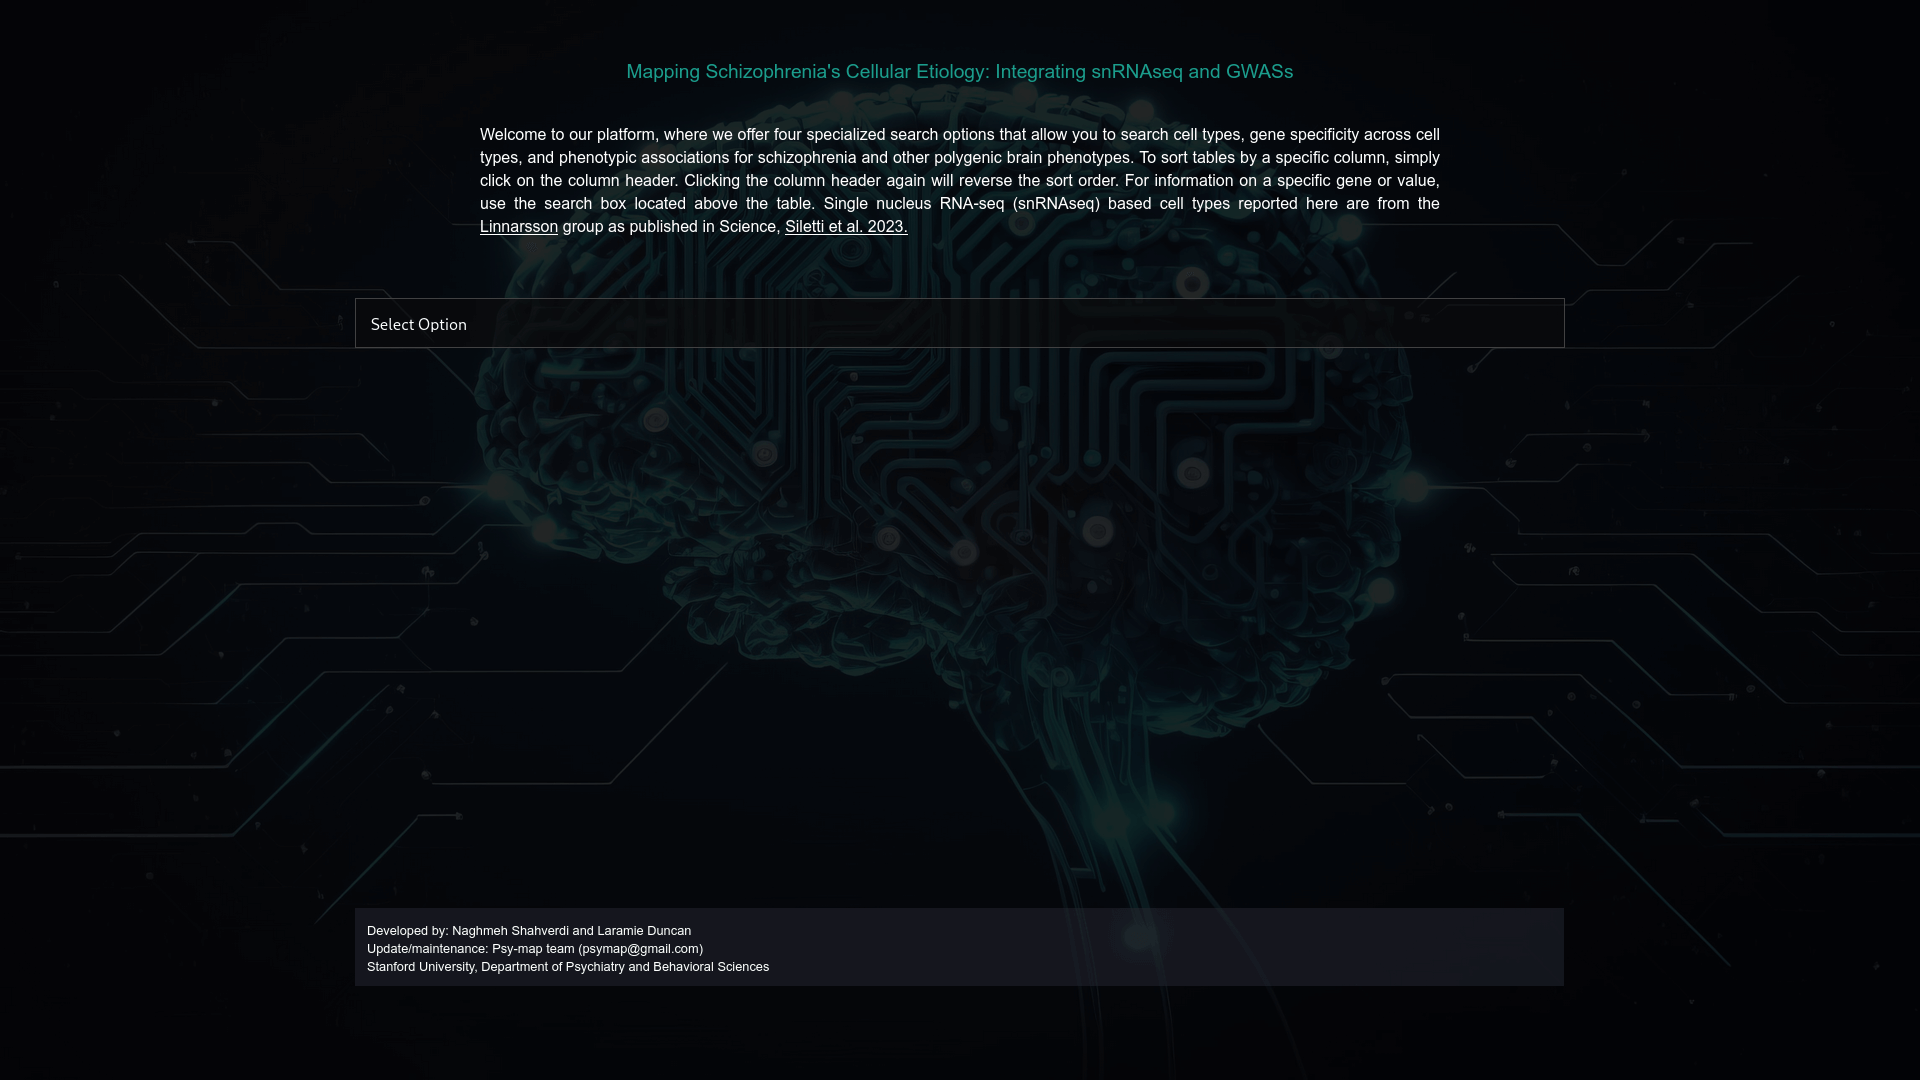 Mapping Schizophrenia's Cellular Etiology: Integrating snRNAseq and GWASs
Welcome to our platform, where we offer four specialized search options that allow you to search cell types, gene specificity across cell
types, and phenotypic associations for schizophrenia and other polygenic brain phenotypes. To sort tables by a specific column, simply
click on the column header. Clicking the column header again will reverse the sort order. For information on a specific gene or value,
use the search box located above the table. Single nucleus RNA-seq (snRNAseq) based cell types reported here are from the
Linnarsson group as published in Science, Siletti et al. 2023.
Select Option
Developed by: Naghmeh Shahverdi and Laramie Duncan
Update/maintenance: Psy-map team (psymap@gmail.com)
Stanford University, Department of Psychiatry and Behavioral Sciences